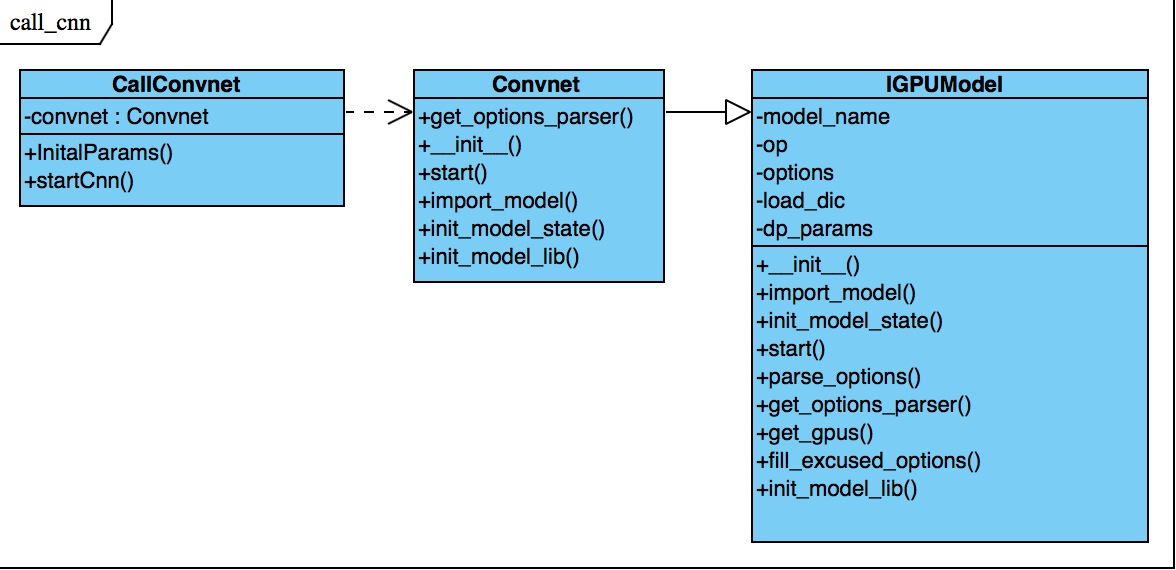 call_cnn
CallConvnet
-convnet : Convnet
+InitalParams()
+startCnn()
Convnet
+get_options_parser()
+__init__()
+start()
+import_model()
+init_model_state()
+init_model_lib()
IGPUModel
-model_name
-op
-options
-load_dic
-dp_params
+__init__()
+import_model()
+init_model_state()
+start()
+parse_options()
+get_options_parser()
+get_gpus()
+fill_excused_options()
+init_model_lib()